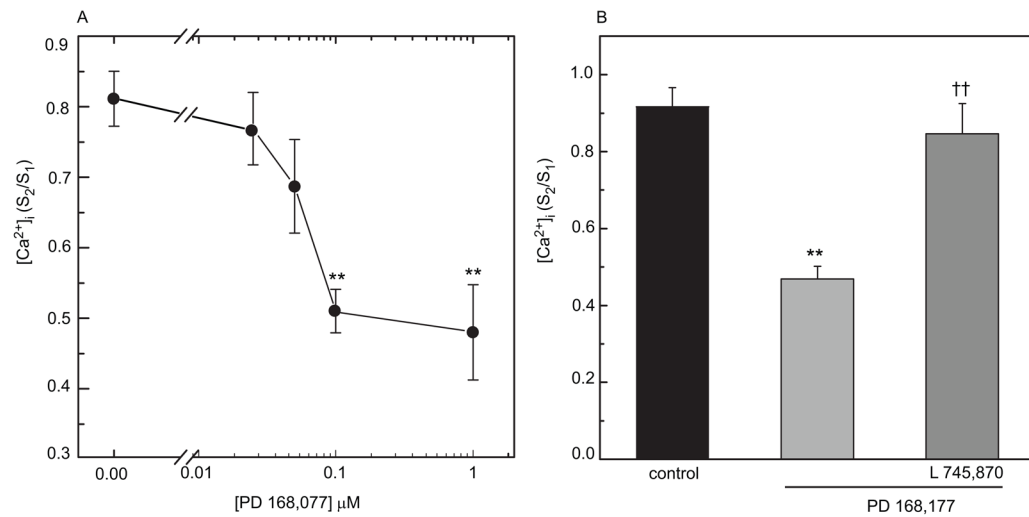 A
[Ca²⁺]ᵢ (S₂/S₁)
0.9
0.8
0.7
0.6
0.5
0.4
0.3
** **
0.00 0.01 0.1 1
[PD 168,077] μM
B
[Ca²⁺]ᵢ (S₂/S₁)
1.0
0.8
0.6
0.4
0.2
0.0
††
**
control L 745,870
PD 168,177